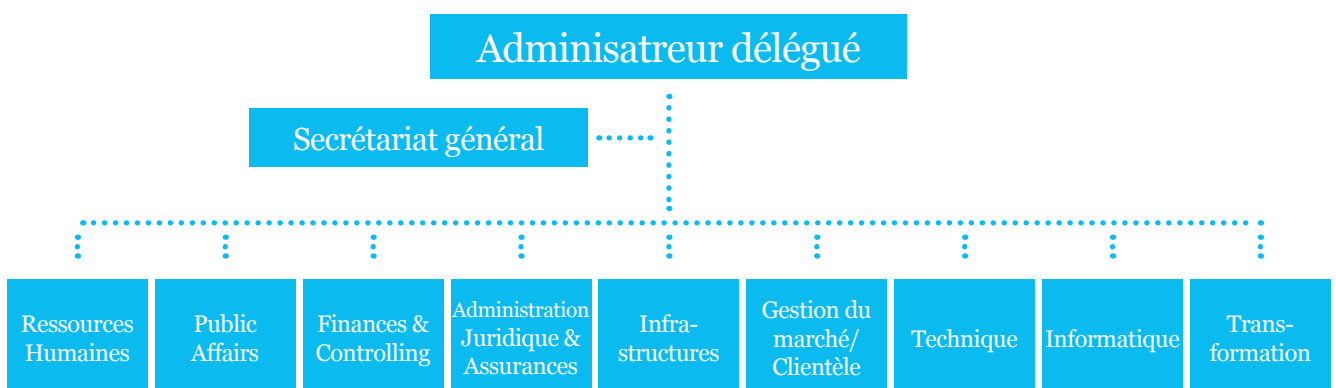 Adminisatreur délégué
Secrétariat général
Ressources
Humaines
Public
Affairs
Finances &
Controlling
Administration
Juridique &
Assurances
Infra-
structures
Gestion du
marché/
Clientèle
Technique
Informatique
Trans-
formation